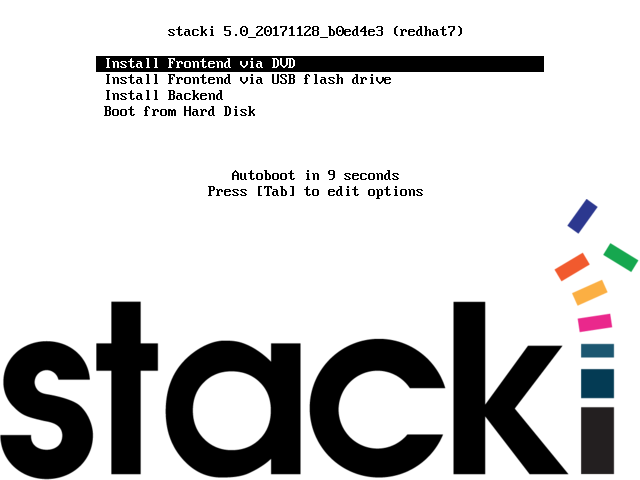 stacki 5.0_20171128_b0ed4e3 (redhat7)
Install Frontend via DVD
Install Frontend via USB flash drive
Install Backend
Boot from Hard Disk
Autoboot in 9 seconds
Press [Tab] to edit options
stacki